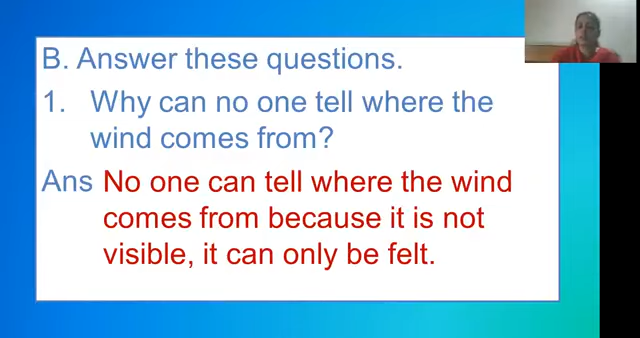 B. Answer these questions.
1. Why can no one tell where the
wind comes from?
Ans No one can tell where the wind
comes from because it is not
visible, it can only be felt.